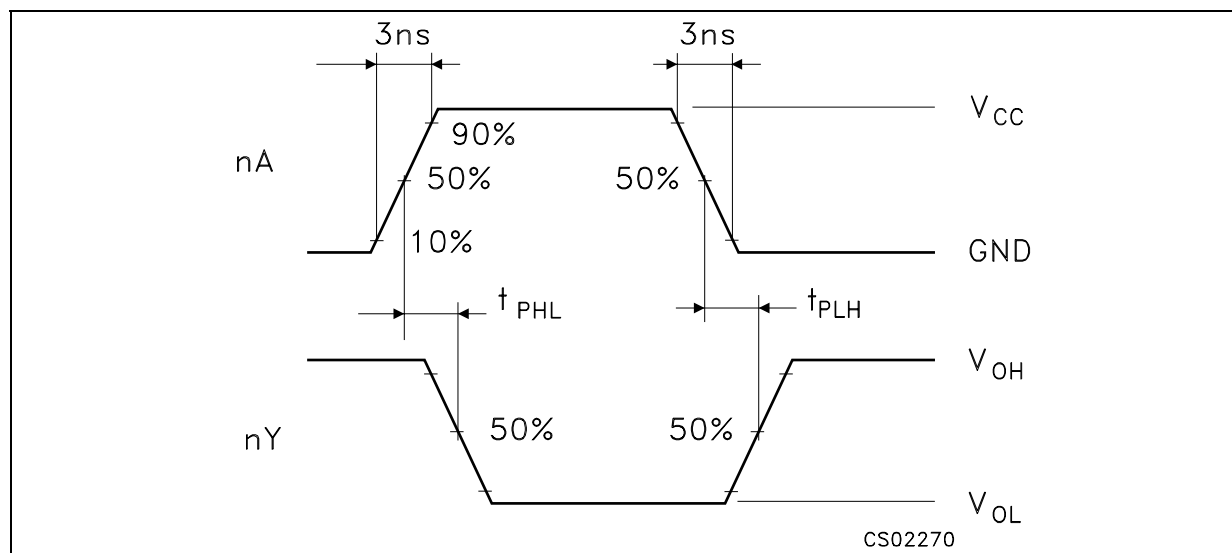 3ns 3ns
V_CC
90%
nA
50% 50%
10%
GND
t_PHL t_PLH
V_OH
50% 50%
nY
V_OL
CS02270